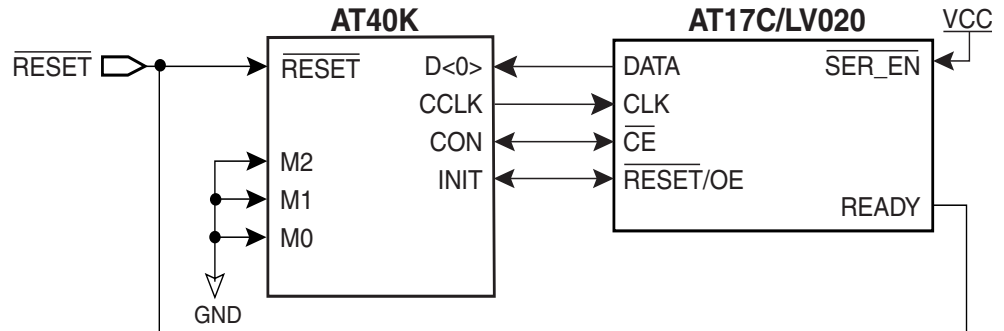 AT40K
AT17C/LV020
VCC
RESET
RESET
D<0>
DATA
SER_EN
CCLK
CLK
CON
CE
M2
INIT
RESET/OE
M1
READY
M0
GND